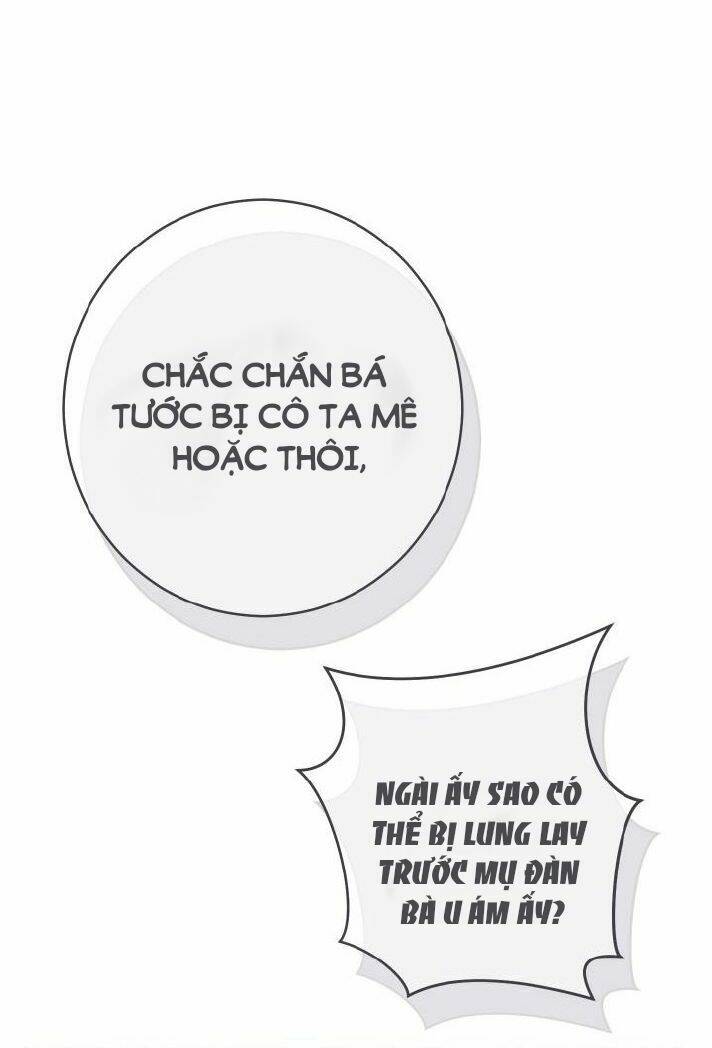 CHẮC CHẮN BÁ
TƯỚC BỊ CÔ TA MÊ
HOẶC THÔI,
NGÀI ẤY SAO CÓ
THỂ BỊ LUNG LAY
TRƯỚC MỤ ĐÀN
BÀ U ÁM ẤY?